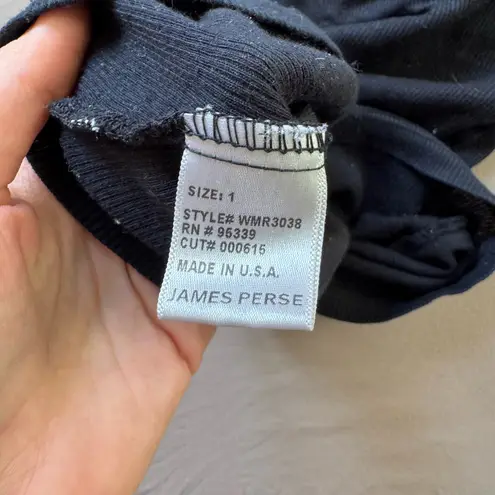 SIZE: 1
STYLE# WMR3038
RN # 95339
CUT# 000615
MADE IN U.S.A.
JAMES PERSE